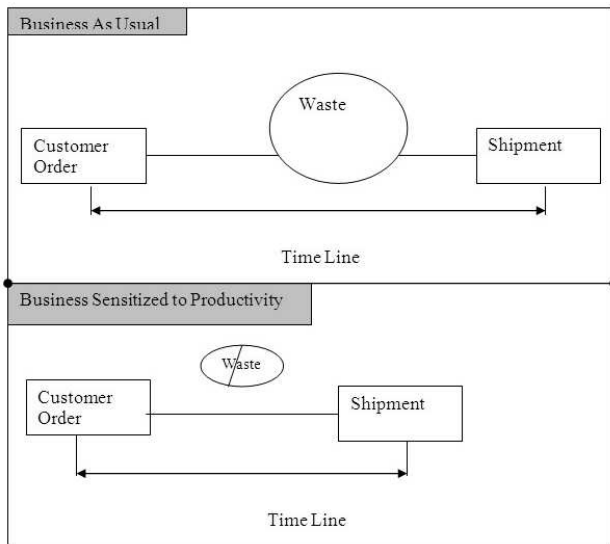 Business As Usual
Waste
Customer
Order
Shipment
Time Line
Business Sensitized to Productivity
Waste
Customer
Order
Shipment
Time Line